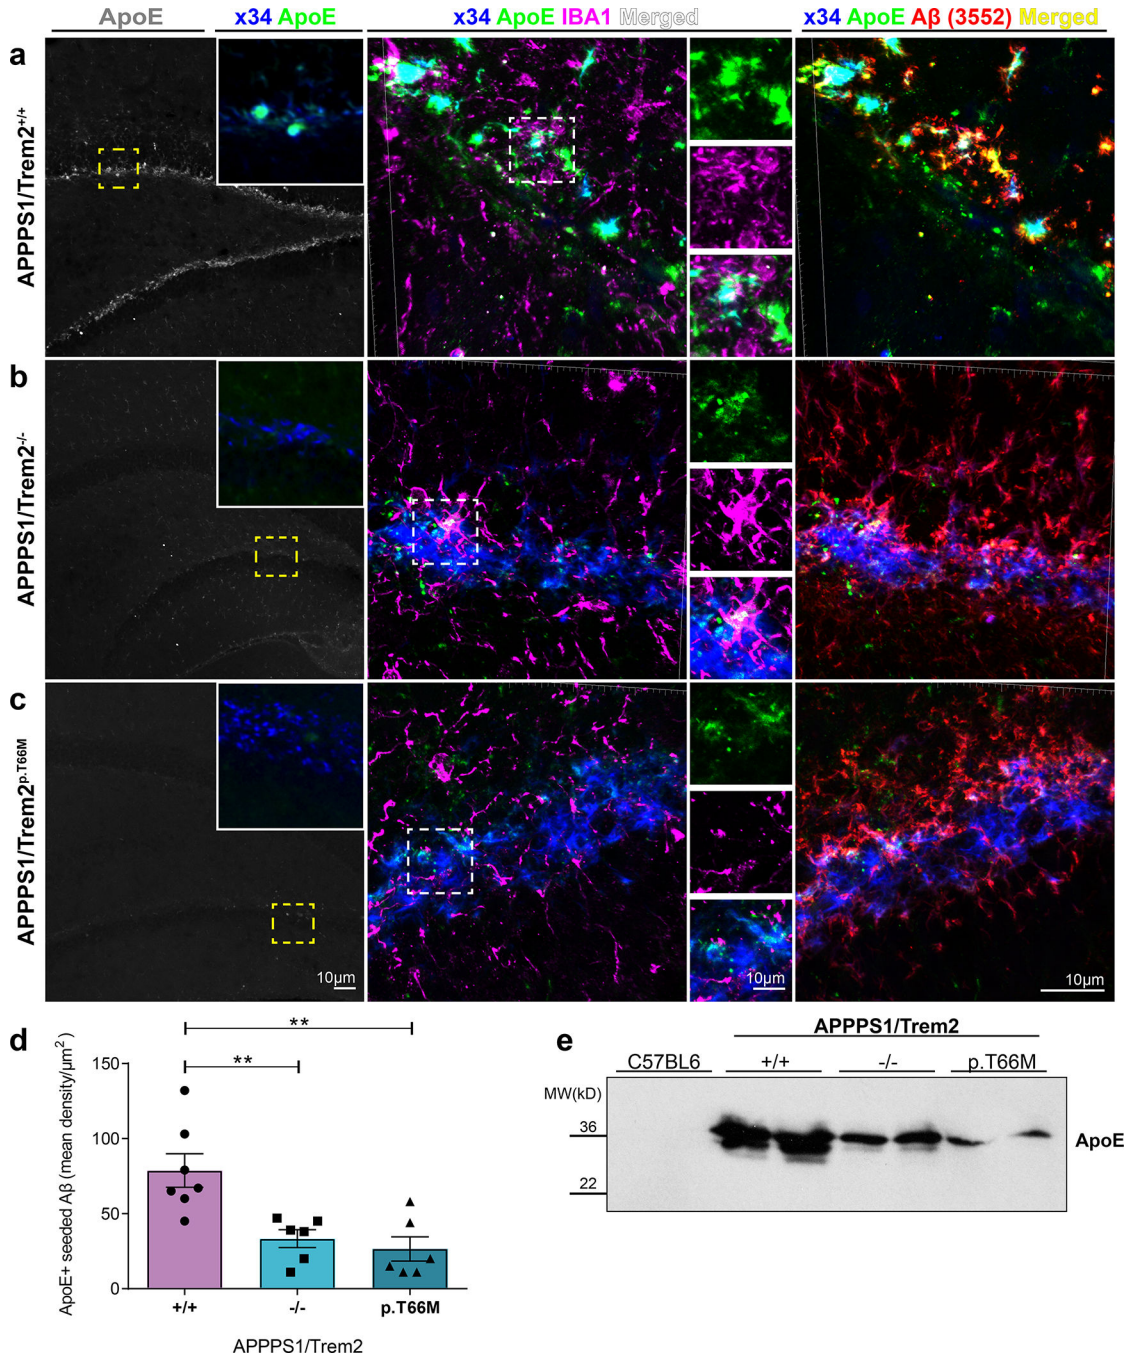 ApoE
x34 ApoE
x34 ApoE IBA1 Merged
x34 ApoE Aβ (3552) Merged
a
APPPS1/Trem2+/+
b
APPPS1/Trem2-/-
c
APPPS1/Trem2p.T66M
10μm
10μm
10μm
d
ApoE+ seeded Aβ (mean density/μm2)
150
100
50
0
**
**
+/+
-/-
p.T66M
APPPS1/Trem2
e
APPPS1/Trem2
C57BL6
+/+
-/-
p.T66M
MW(kD)
36
22
ApoE